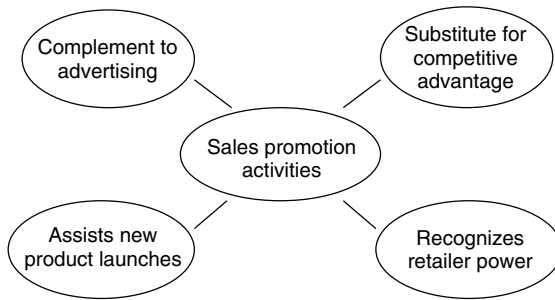 Complement to
advertising
Substitute for
competitive
advantage
Sales promotion
activities
Assists new
product launches
Recognizes
retailer power